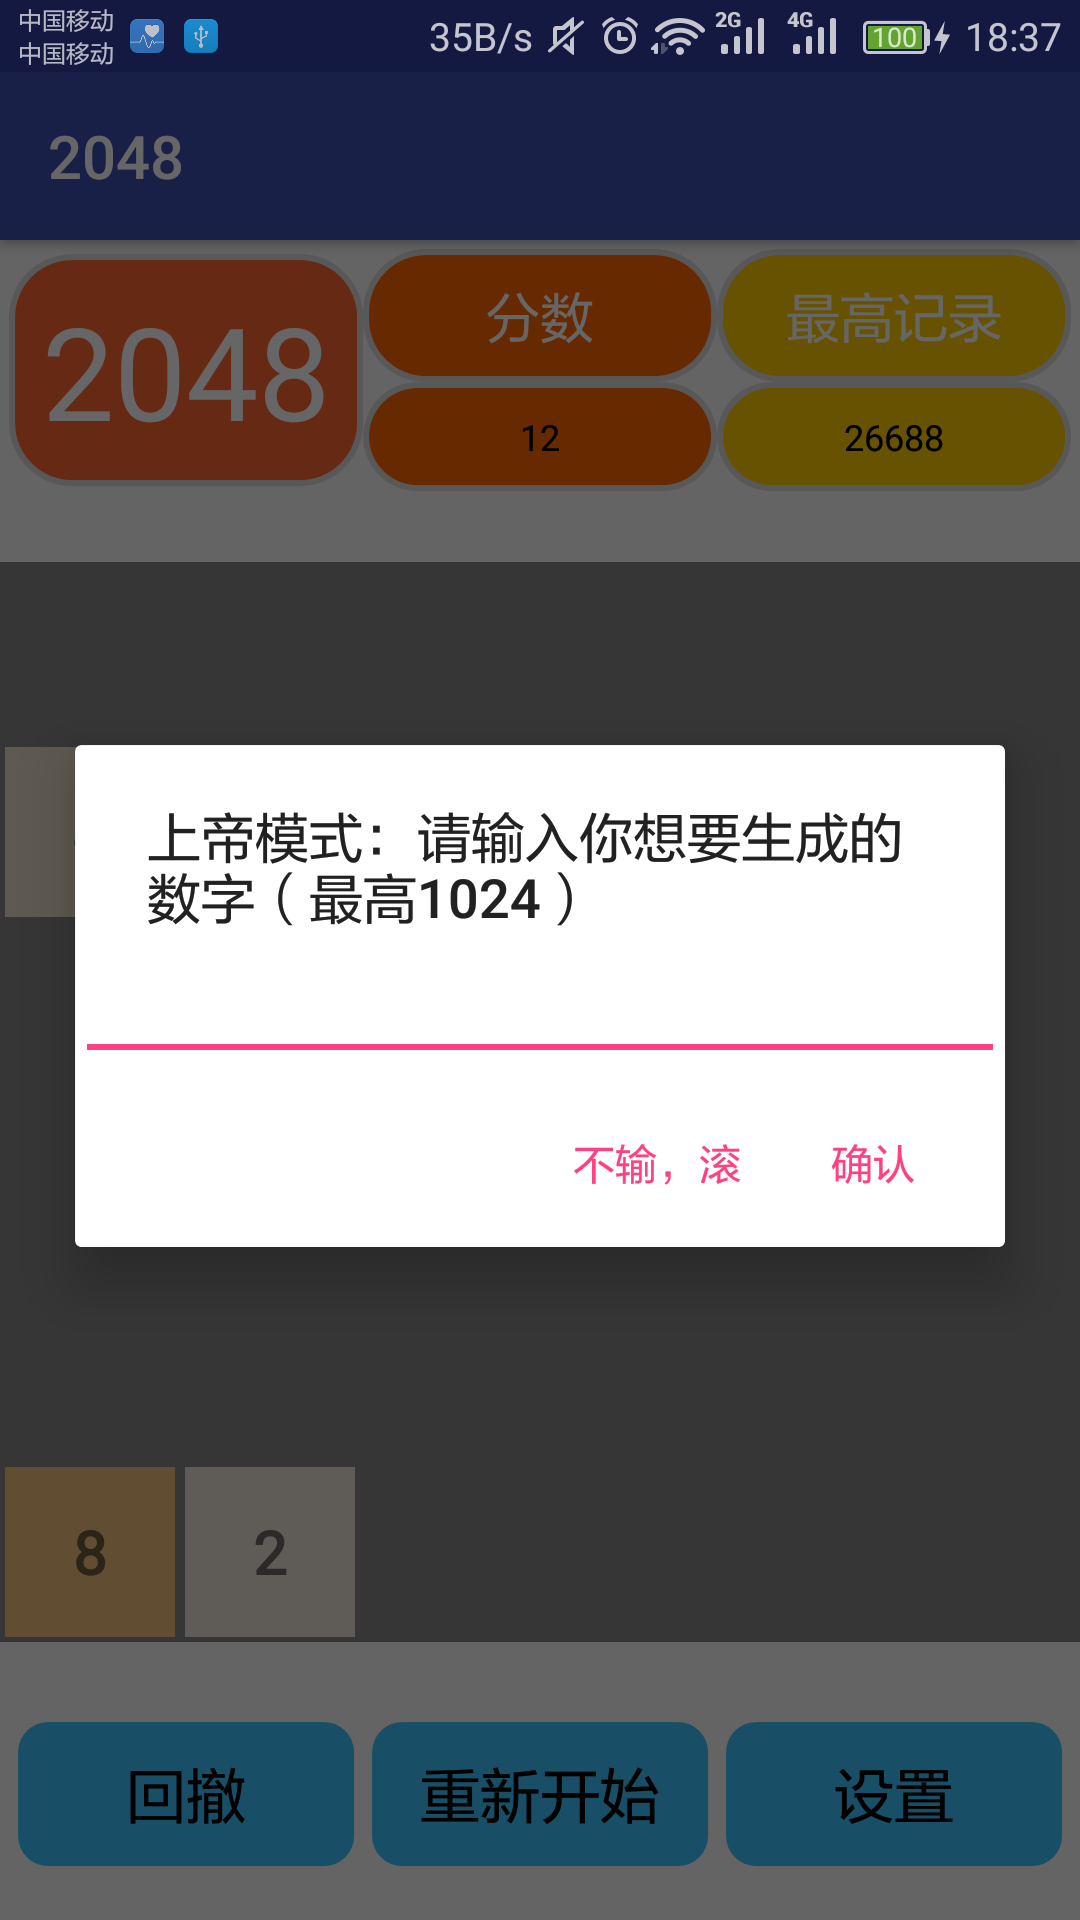 中国移动
中国移动
35B/s 2G 4G 100 18:37
2048
2048
分数
最高记录
12
26688
上帝模式：请输入你想要生成的
数字（最高1024）
不输，滚 确认
8 2
回撤 重新开始 设置